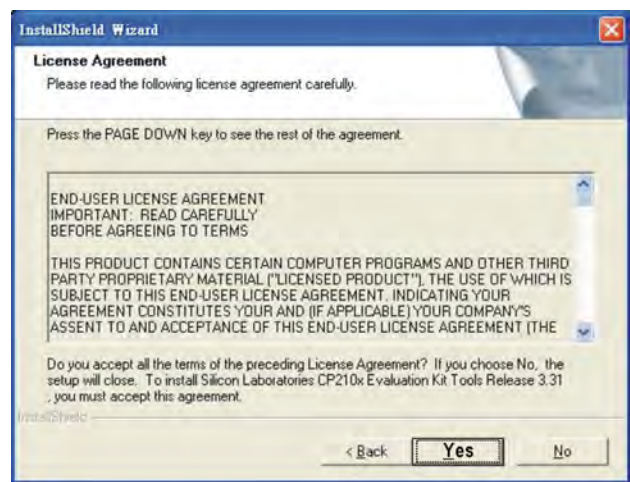 InstallShield Wizard
License Agreement
Please read the following license agreement carefully.
Press the PAGE DOWN key to see the rest of the agreement.
END-USER LICENSE AGREEMENT
IMPORTANT: READ CAREFULLY
BEFORE AGREEING TO TERMS
THIS PRODUCT CONTAINS CERTAIN COMPUTER PROGRAMS AND OTHER THIRD
PARTY PROPRIETARY MATERIAL ("LICENSED PRODUCT"), THE USE OF WHICH IS
SUBJECT TO THIS END-USER LICENSE AGREEMENT. INDICATING YOUR
AGREEMENT CONSTITUTES YOUR AND (IF APPLICABLE) YOUR COMPANY'S
ASSENT TO AND ACCEPTANCE OF THIS END-USER LICENSE AGREEMENT (THE
Do you accept all the terms of the preceding License Agreement? If you choose No, the
setup will close. To install Silicon Laboratories CP210x Evaluation Kit Tools Release 3.31
, you must accept this agreement.
InstallShield
< Back Yes No